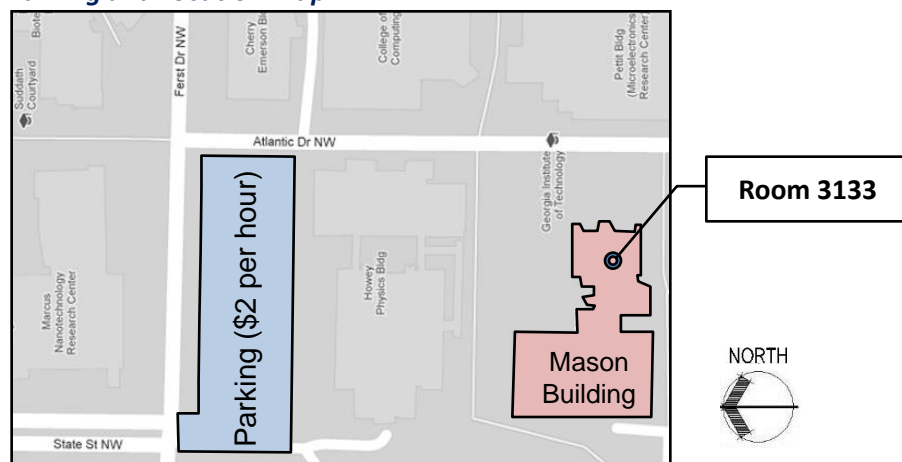 Suddath
Courtyard
Ferst Dr NW
Cherry
Emerson Bldg
College of
Computing
Pettit Bldg
(Microelectronics
Research Center)
Atlantic Dr NW
Georgia Institute
of Technology
Room 3133
Parking ($2 per hour)
Howey
Physics Bldg
Marcus
Nanotechnology
Research Center
Mason
Building
NORTH
State St NW